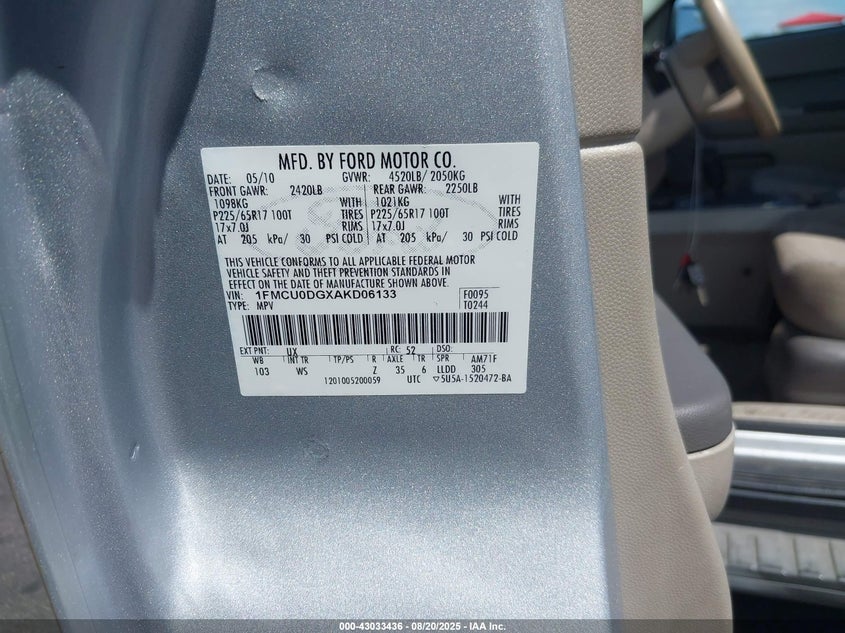 MFD. BY FORD MOTOR CO.
DATE: 05/10 GVWR: 4520LB/ 2050KG
FRONT GAWR: 2420LB REAR GAWR: 2250LB
1098KG WITH 1021KG WITH
P225/65R17 100T TIRES P225/65R17 100T TIRES
17x7.0J RIMS 17x7.0J RIMS
AT 205 kPa/ 30 PSI COLD AT 205 kPa/ 30 PSI COLD
THIS VEHICLE CONFORMS TO ALL APPLICABLE FEDERAL MOTOR
VEHICLE SAFETY AND THEFT PREVENTION STANDARDS IN
EFFECT ON THE DATE OF MANUFACTURE SHOWN ABOVE.
VIN: 1FMCU0DGXAKD06133 F0095
TYPE: MPV T0244
EXT PNT: UX RC: 52 DSO:
WB INT TR TP/PS R AXLE TR SPR AM71F
103 WS Z 35 6 LLDD 305
1201005200059 UTC ▽5U5A-1520472-BA
000-43033436 - 08/20/2025 - IAA Inc.